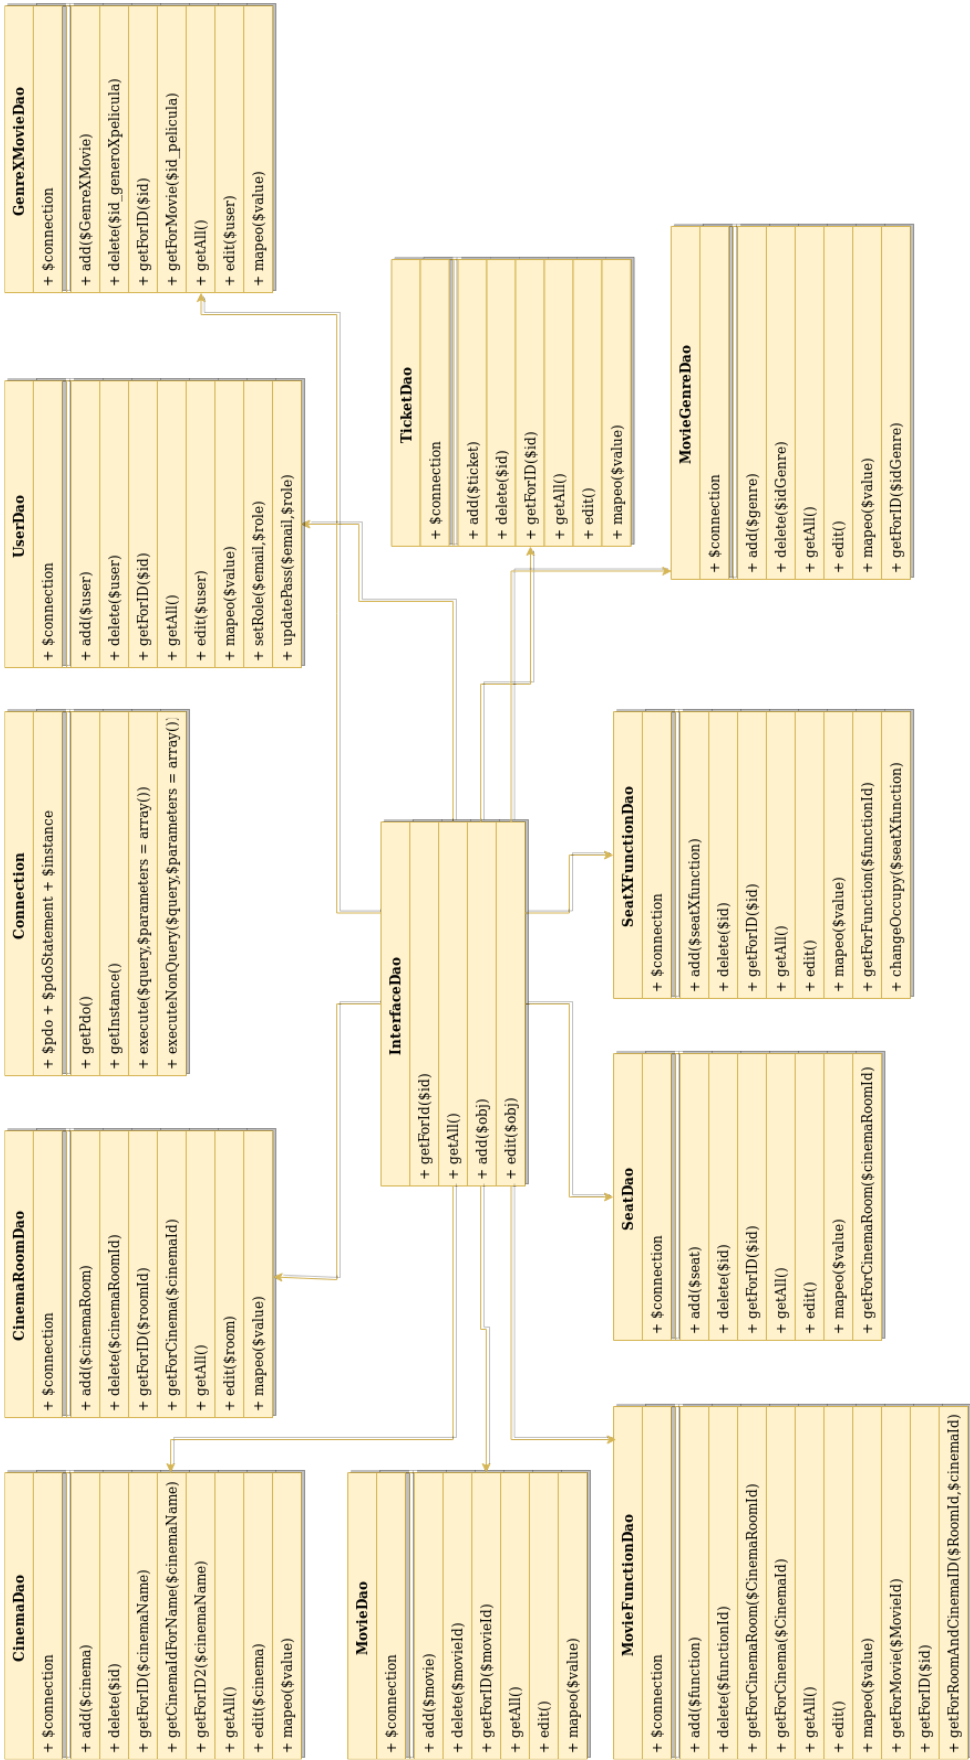 CinemaDao
+ $connection
+ add($cinema)
+ delete($id)
+ getForID($cinemaName)
+ getCinemaIdForName($cinemaName)
+ getForID2($cinemaName)
+ getAll()
+ edit($cinema)
+ mapeo($value)
CinemaRoomDao
+ $connection
+ add($cinemaRoom)
+ delete($cinemaRoomId)
+ getForID($roomId)
+ getForCinema($cinemaId)
+ getAll()
+ edit($room)
+ mapeo($value)
Connection
+ $pdo + $pdoStatement + $instance
+ getPdo()
+ getInstance()
+ execute($query,$parameters = array())
+ executeNonQuery($query,$parameters = array()
UserDao
+ $connection
+ add($user)
+ delete($user)
+ getForID($id)
+ getAll()
+ edit($user)
+ mapeo($value)
+ setRole($email,$role)
+ updatePass($email,$role)
GenreXMovieDao
+ $connection
+ add($GenreXMovie)
+ delete($id_generoXpelicula)
+ getForID($id)
+ getForMovie($id_pelicula)
+ getAll()
+ edit($user)
+ mapeo($value)
MovieDao
+ $connection
+ add($movie)
+ delete($movieId)
+ getForID($movieId)
+ getAll()
+ edit()
+ mapeo($value)
InterfaceDao
+ getForId($id)
+ getAll()
+ add($obj)
+ edit($obj)
TicketDao
+ $connection
+ add($ticket)
+ delete($id)
+ getForID($id)
+ getAll()
+ edit()
+ mapeo($value)
MovieFunctionDao
+ $connection
+ add($function)
+ delete($functionId)
+ getForCinemaRoom($CinemaRoomId)
+ getForCinema($CinemaId)
+ getAll()
+ edit()
+ mapeo($value)
+ getForMovie($MovieId)
+ getForID($id)
+ getForRoomAndCinemaID($RoomId,$cinemaId)
SeatDao
+ $connection
+ add($seat)
+ delete($id)
+ getForID($id)
+ getAll()
+ edit()
+ mapeo($value)
+ getForCinemaRoom($cinemaRoomId)
SeatXFunctionDao
+ $connection
+ add($seatXfunction)
+ delete($id)
+ getForID($id)
+ getAll()
+ edit()
+ mapeo($value)
+ getForFunction($functionId)
+ changeOccupy($seatXfunction)
MovieGenreDao
+ $connection
+ add($genre)
+ delete($idGenre)
+ getAll()
+ edit()
+ mapeo($value)
+ getForID($idGenre)